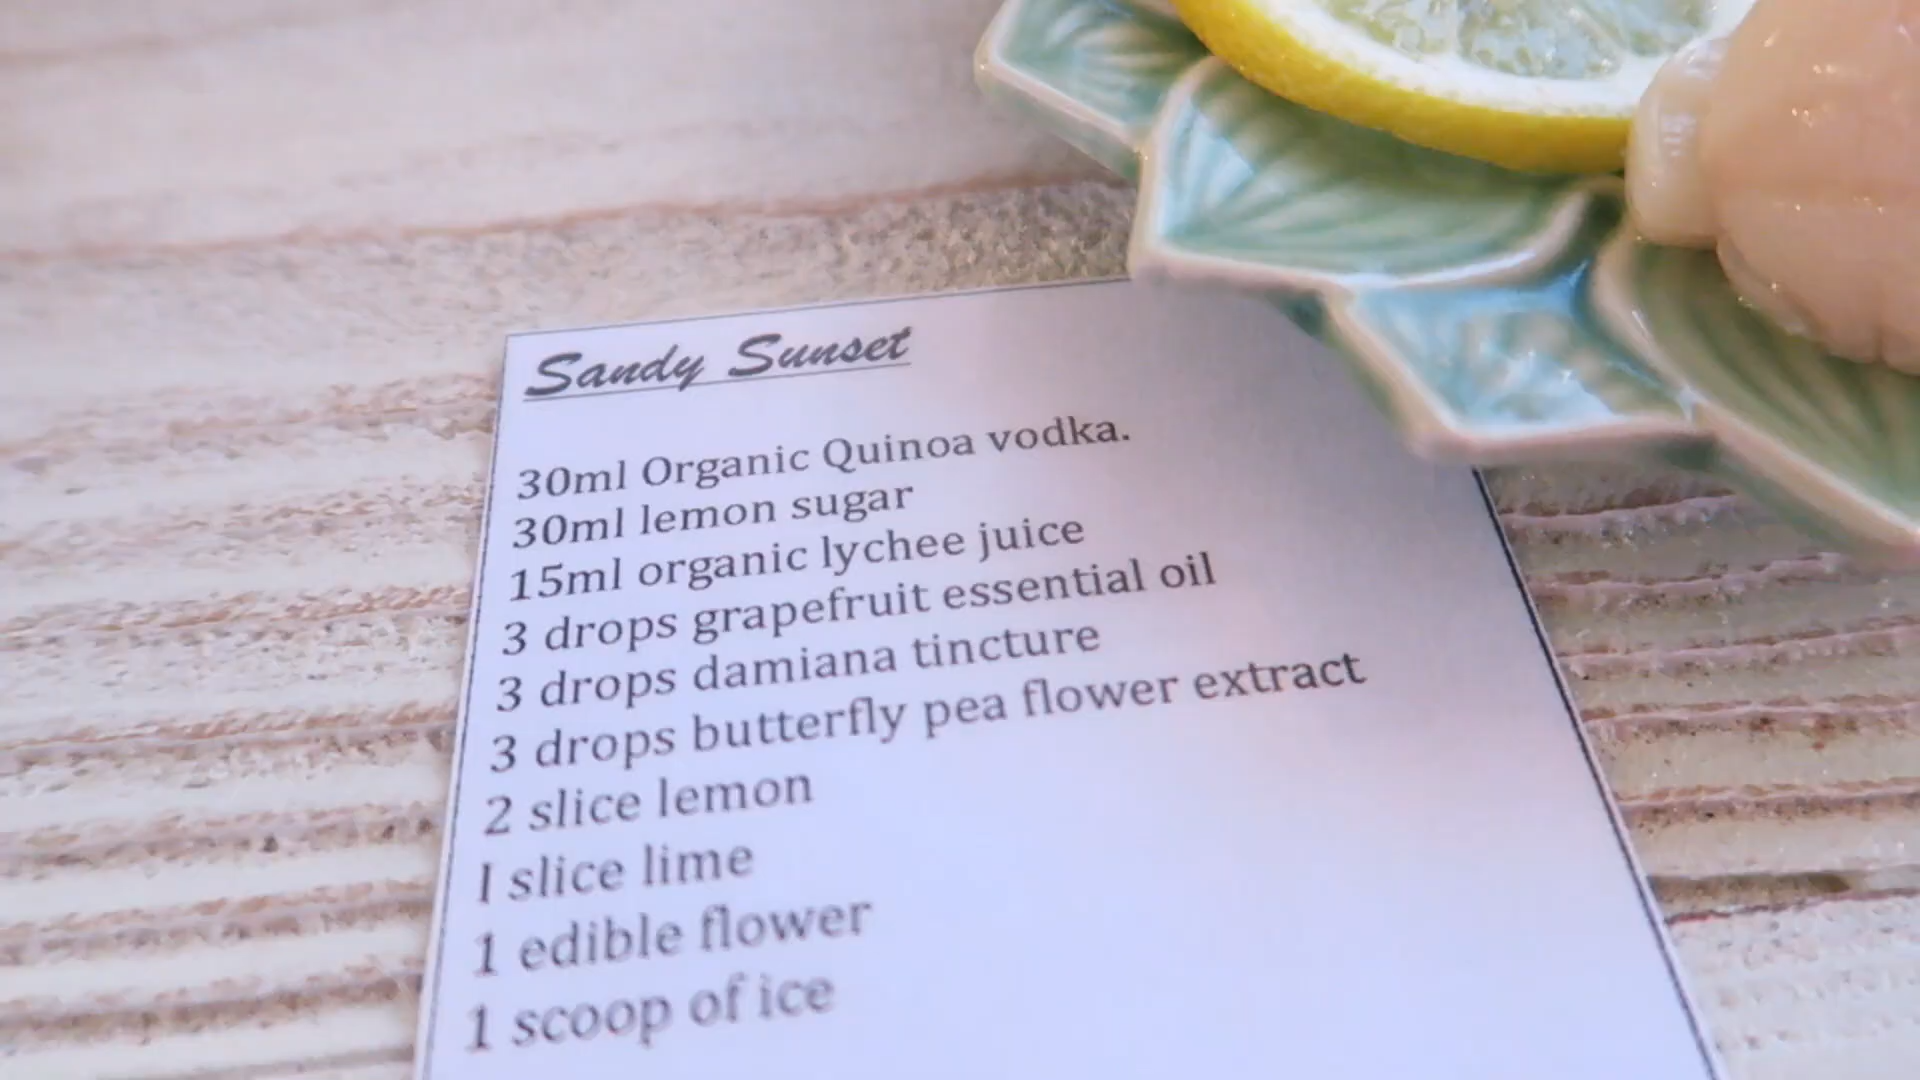 Sandy Sunset
30ml Organic Quinoa vodka.
30ml lemon sugar
15ml organic lychee juice
3 drops grapefruit essential oil
3 drops damiana tincture
3 drops butterfly pea flower extract
2 slice lemon
I slice lime
1 edible flower
1 scoop of ice